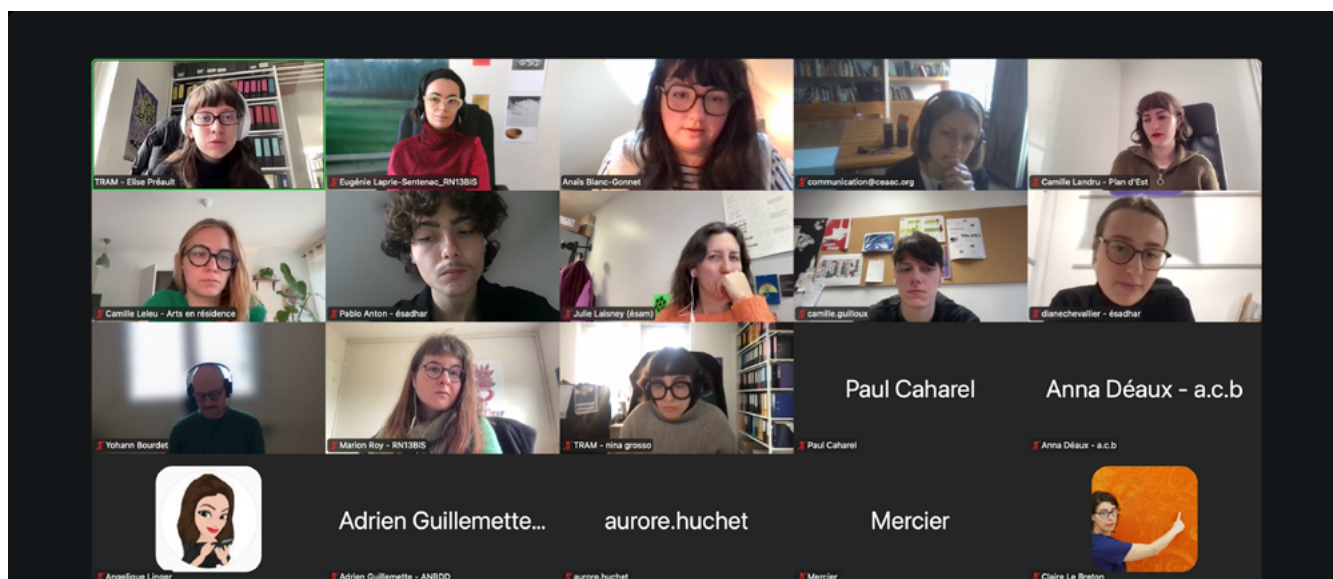 TRAM - Elise Préault
Eugénie Laprie-Sentenac_RN13BIS
Anaïs Blanc-Gonnet
communication@ceaac.org
Camille Landru - Plan d'Est
Camille Leleu - Arts en résidence
Pablo Anton - ésadhar
Julie Laisney (ésam)
camille.guilloux
dianechevallier - ésadhar
Paul Caharel
Anna Déaux - a.c.b
Yohann Bourdet
Marion Roy - RN13BIS
TRAM - nina grosso
Paul Caharel
Anna Déaux - a.c.b
Adrien Guillemette...
aurore.huchet
Mercier
Angelique Linger
Adrien Guillemette - ANBDD
aurore.huchet
Mercier
Claire Le Breton